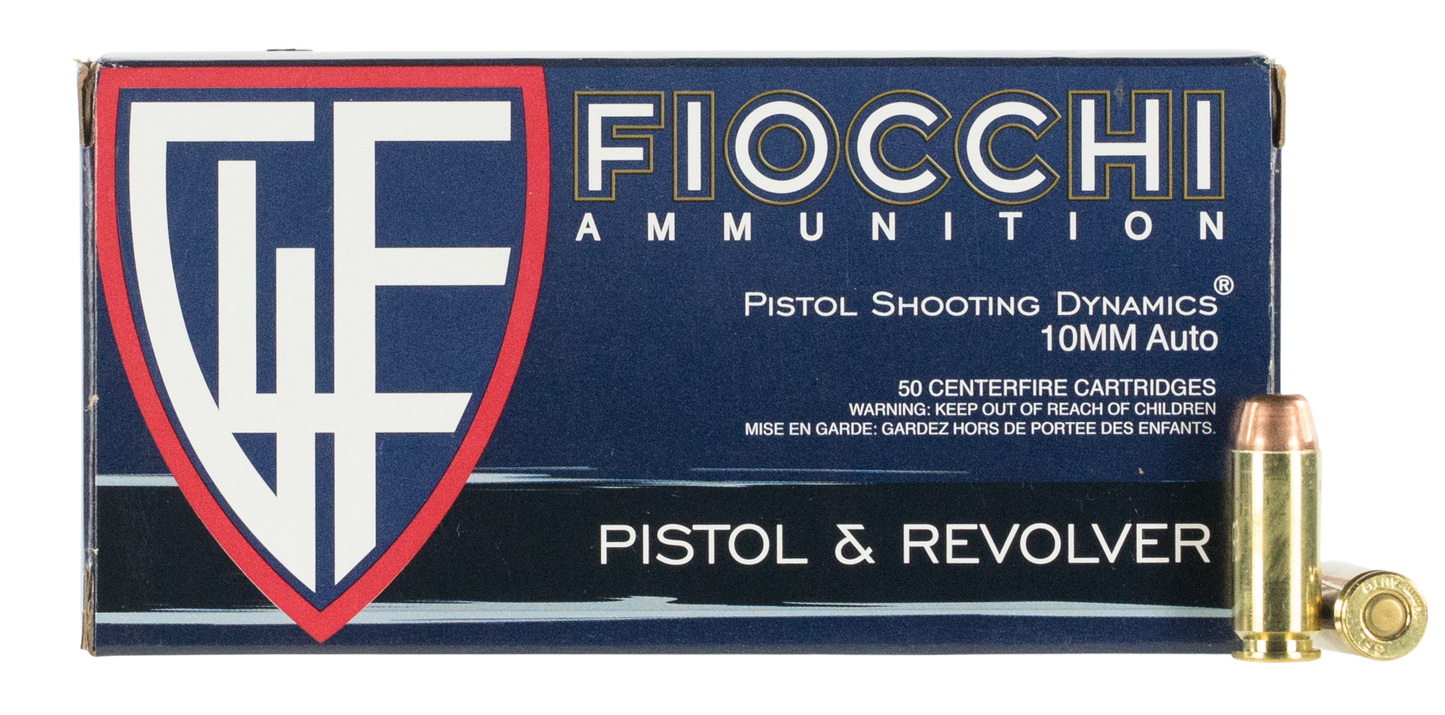 GF
FIOCCHI
AMMUNITION
PISTOL SHOOTING DYNAMICS®
10MM Auto
50 CENTERFIRE CARTRIDGES
WARNING: KEEP OUT OF REACH OF CHILDREN
MISE EN GARDE: GARDEZ HORS DE PORTEE DES ENFANTS.
PISTOL & REVOLVER